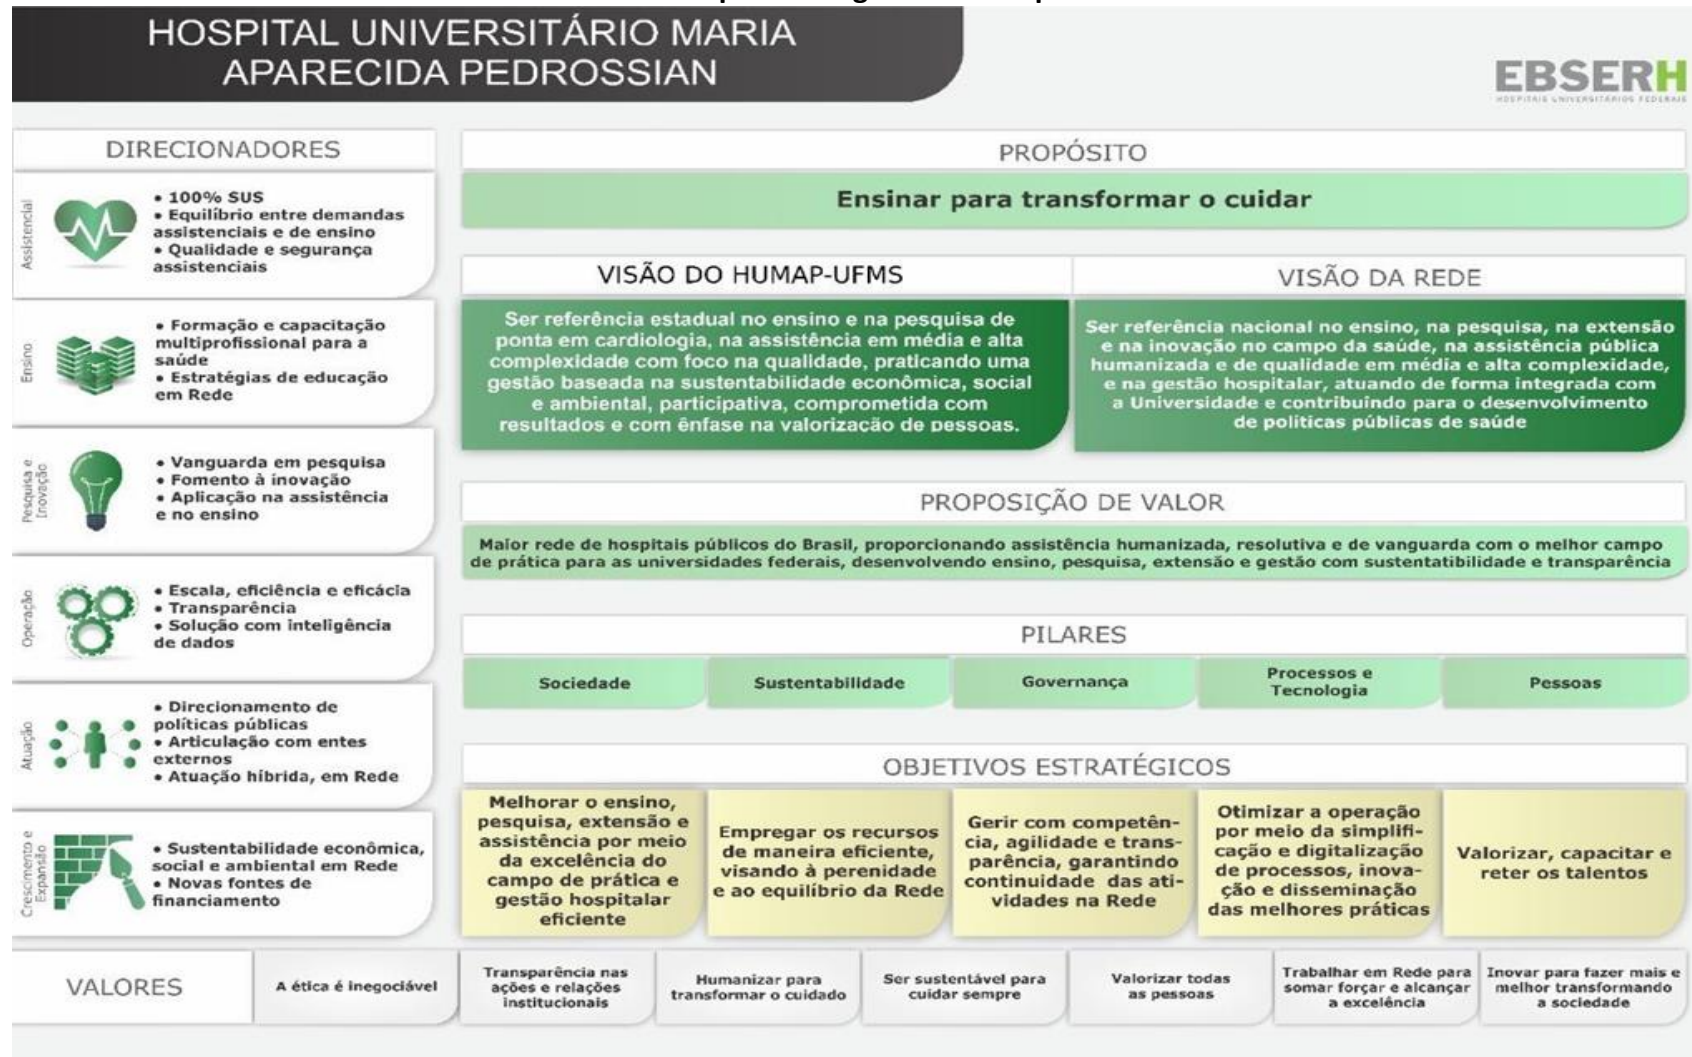 HOSPITAL UNIVERSITÁRIO MARIA
APARECIDA PEDROSSIAN
EBSERH
HOSPITAIS UNIVERSITÁRIOS FEDERAIS
DIRECIONADORES
Assistencial
• 100% SUS
• Equilíbrio entre demandas
assistenciais e de ensino
• Qualidade e segurança
assistenciais
Ensino
• Formação e capacitação
multiprofissional para a
saúde
• Estratégias de educação
em Rede
Pesquisa e
Inovação
• Vanguarda em pesquisa
• Fomento à inovação
• Aplicação na assistência
e no ensino
Operação
• Escala, eficiência e eficácia
• Transparência
• Solução com inteligência
de dados
Atuação
• Direcionamento de
políticas públicas
• Articulação com entes
externos
• Atuação híbrida, em Rede
Crescimento e
Expansão
• Sustentabilidade econômica,
social e ambiental em Rede
• Novas fontes de
financiamento
PROPÓSITO
Ensinar para transformar o cuidar
VISÃO DO HUMAP-UFMS
Ser referência estadual no ensino e na pesquisa de
ponta em cardiologia, na assistência em média e alta
complexidade com foco na qualidade, praticando uma
gestão baseada na sustentabilidade econômica, social
e ambiental, participativa, comprometida com
resultados e com ênfase na valorização de pessoas.
VISÃO DA REDE
Ser referência nacional no ensino, na pesquisa, na extensão
e na inovação no campo da saúde, na assistência pública
humanizada e de qualidade em média e alta complexidade,
e na gestão hospitalar, atuando de forma integrada com
a Universidade e contribuindo para o desenvolvimento
de políticas públicas de saúde
PROPOSIÇÃO DE VALOR
Maior rede de hospitais públicos do Brasil, proporcionando assistência humanizada, resolutiva e de vanguarda com o melhor campo
de prática para as universidades federais, desenvolvendo ensino, pesquisa, extensão e gestão com sustentatibilidade e transparência
PILARES
Sociedade
Sustentabilidade
Governança
Processos e
Tecnologia
Pessoas
OBJETIVOS ESTRATÉGICOS
Melhorar o ensino,
pesquisa, extensão e
assistência por meio
da excelência do
campo de prática e
gestão hospitalar
eficiente
Empregar os recursos
de maneira eficiente,
visando à perenidade
e ao equilíbrio da Rede
Gerir com competên-
cia, agilidade e trans-
parência, garantindo
continuidade das ati-
vidades na Rede
Otimizar a operação
por meio da simplifi-
cação e digitalização
de processos, inova-
ção e disseminação
das melhores práticas
Valorizar, capacitar e
reter os talentos
VALORES
A ética é inegociável
Transparência nas
ações e relações
institucionais
Humanizar para
transformar o cuidado
Ser sustentável para
cuidar sempre
Valorizar todas
as pessoas
Trabalhar em Rede para
somar forçar e alcançar
a excelência
Inovar para fazer mais e
melhor transformando
a sociedade